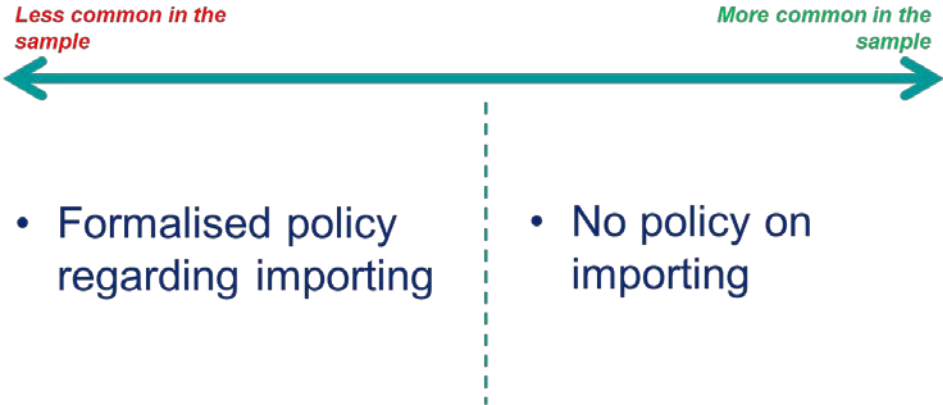 Less common in the
sample
More common in the
sample
• Formalised policy
regarding importing
• No policy on
importing